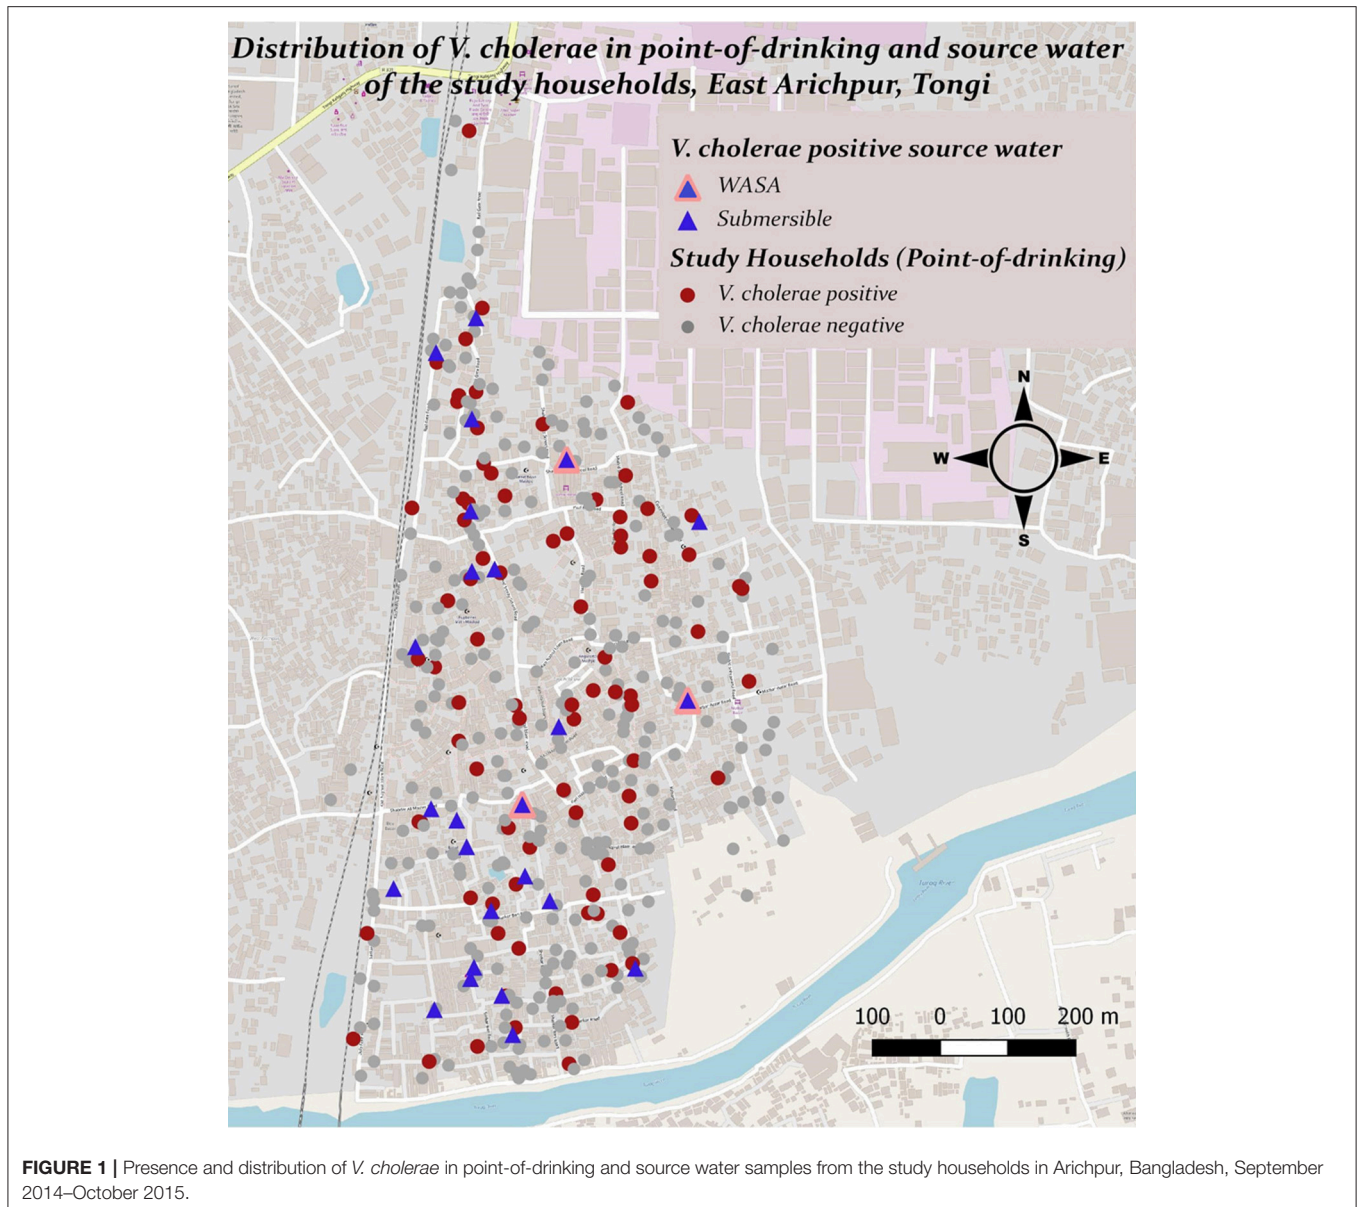 Distribution of V. cholerae in point-of-drinking and source water
of the study households, East Arichpur, Tongi
V. cholerae positive source water
WASA
Submersible
Study Households (Point-of-drinking)
V. cholerae positive
V. cholerae negative
N
W
E
S
100 0 100 200 m
FIGURE 1 | Presence and distribution of V. cholerae in point-of-drinking and source water samples from the study households in Arichpur, Bangladesh, September
2014–October 2015.